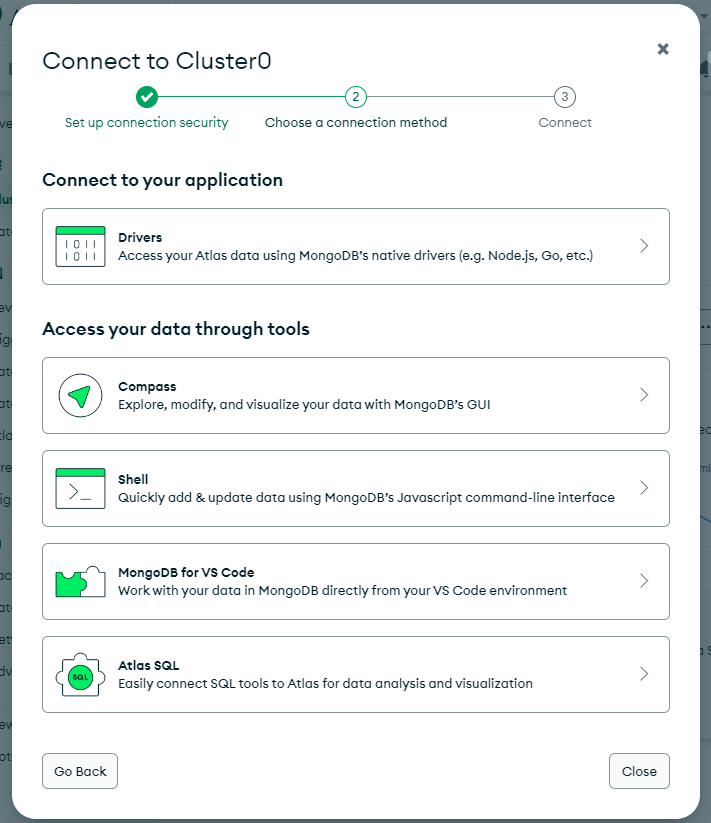 Connect to Cluster0
2
3
Set up connection security
Choose a connection method
Connect
Connect to your application
1011
1011
Drivers
Access your Atlas data using MongoDB's native drivers (e.g. Node.js, Go, etc.)
Access your data through tools
Compass
Explore, modify, and visualize your data with MongoDB's GUI
Shell
Quickly add & update data using MongoDB's Javascript command-line interface
MongoDB for VS Code
Work with your data in MongoDB directly from your VS Code environment
SQL
Atlas SQL
Easily connect SQL tools to Atlas for data analysis and visualization
Go Back
Close